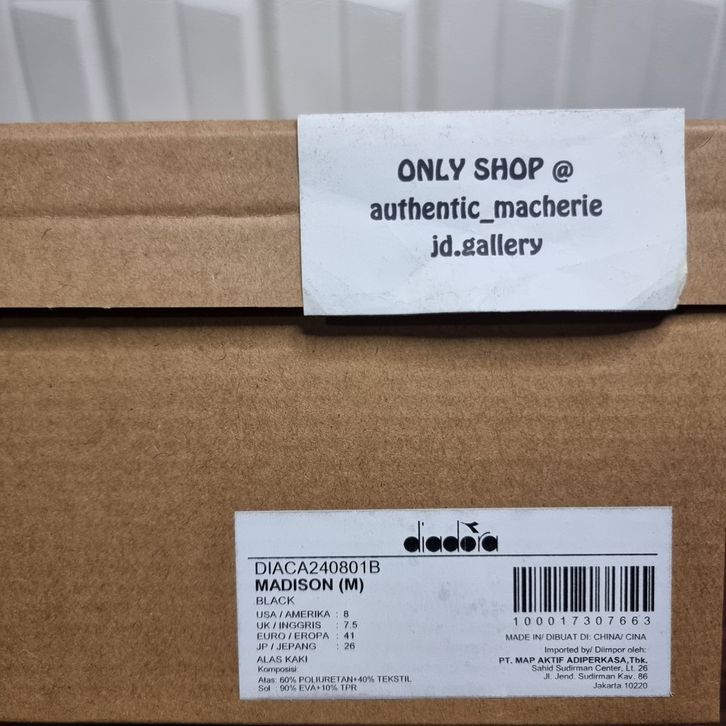 ONLY SHOP @
authentic_macherie
jd.gallery
diadora
DIACA240801B
MADISON (M)
BLACK
USA / AMERIKA : 8
UK / INGGRIS : 7.5
EURO / EROPA : 41
JP / JEPANG : 26
ALAS KAKI
Komposisi
Atas: 60% POLIURETAN+40% TEKSTIL
Sol : 90% EVA+10% TPR
100017307663
MADE IN/ DIBUAT DI: CHINA/ CINA
Imported by/ Diimpor oleh:
PT. MAP AKTIF ADIPERKASA,Tbk.
Sahid Sudirman Center, Lt. 26
Jl. Jend. Sudirman Kav. 86
Jakarta 10220